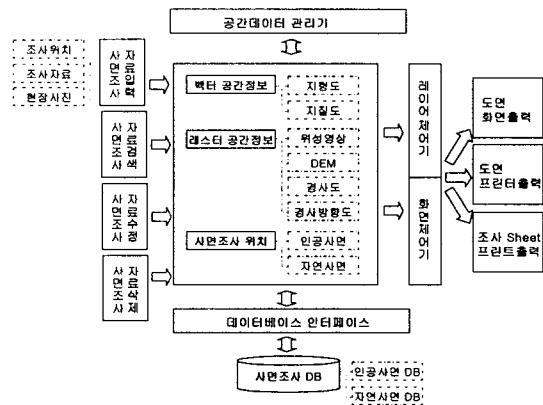 공간데이터 관리기
조사위치
조사자료
현장사진
사면조사
자료입력
사면조사
자료검색
사면조사
자료수정
사면조사
자료삭제
벡터 공간정보
지형도
지질도
래스터 공간정보
위성영상
DEM
경사도
경사방향도
사면조사 위치
인공사면
자연사면
레이어제어기
화면제어기
도면
화면출력
도면
프린터출력
조사 Sheet
프린트출력
데이터베이스 인터페이스
사면조사 DB
인공사면 DB
자연사면 DB